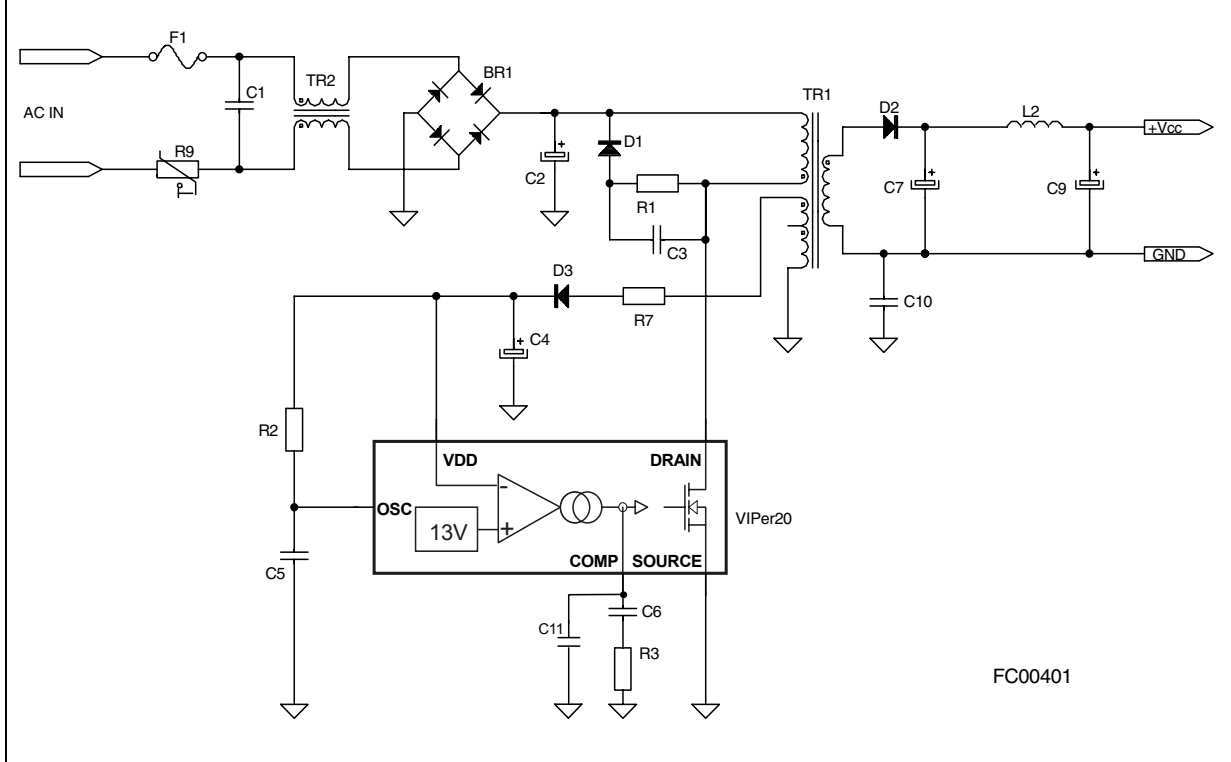 F1
TR2
BR1
TR1
D2
L2
AC IN
C1
D1
+Vcc
R9
C2
R1
C7
C9
T
C3
GND
D3
C10
R7
C4
R2
VDD
DRAIN
OSC
-
13V
+
VIPer20
COMP
SOURCE
C5
C6
C11
R3
FC00401